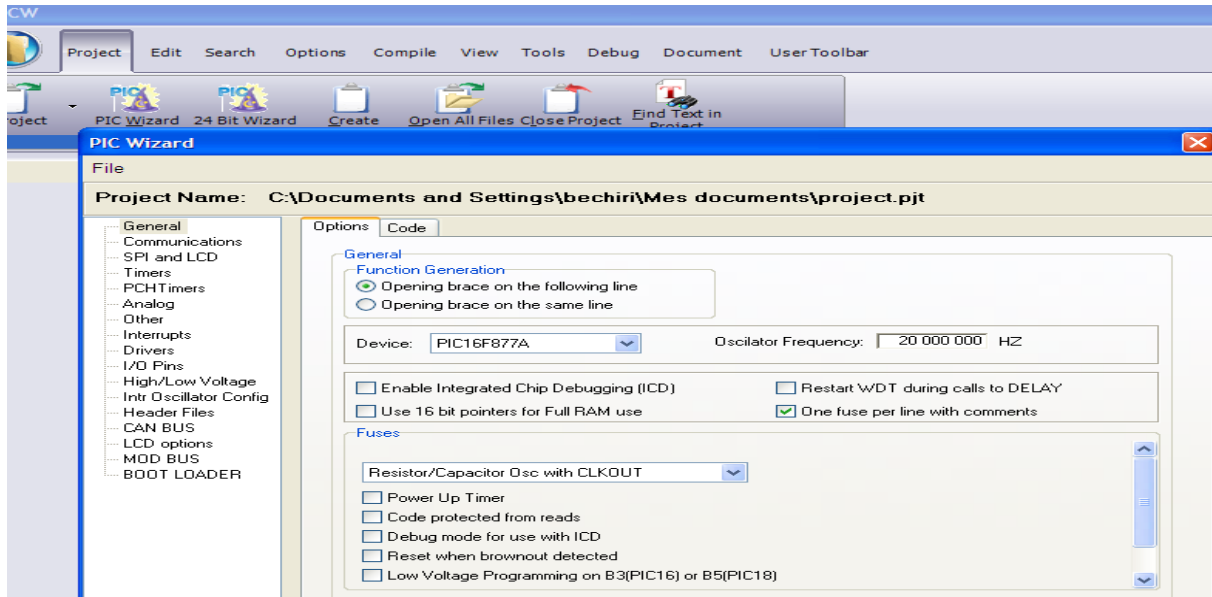 CW
Project Edit Search Options Compile View Tools Debug Document User Toolbar
roject PIC Wizard 24 Bit Wizard Create Open All Files Close Project Find Text in
Project
PIC Wizard
File
Project Name: C:\Documents and Settings\bechiri\Mes documents\project.pjt
General
Communications
SPI and LCD
Timers
PCHTimers
Analog
Other
Interrupts
Drivers
I/O Pins
High/Low Voltage
Intr Oscillator Config
Header Files
CAN BUS
LCD options
MOD BUS
BOOT LOADER
Options Code
General
Function Generation
Opening brace on the following line
Opening brace on the same line
Device: PIC16F877A Oscilator Frequency: 20 000 000 HZ
Enable Integrated Chip Debugging (ICD) Restart WDT during calls to DELAY
Use 16 bit pointers for Full RAM use One fuse per line with comments
Fuses
Resistor/Capacitor Osc with CLKOUT
Power Up Timer
Code protected from reads
Debug mode for use with ICD
Reset when brownout detected
Low Voltage Programming on B3(PIC16) or B5(PIC18)